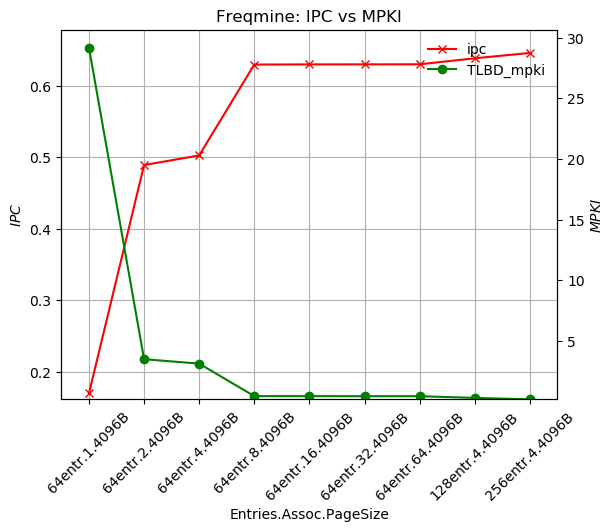 Freqmine: IPC vs MPKI
ipc
TLBD_mpki
0.6
0.5
0.4
0.3
0.2
IPC
30
25
20
15
10
5
MPKI
64entr.1.4096B
64entr.2.4096B
64entr.4.4096B
64entr.8.4096B
64entr.16.4096B
64entr.32.4096B
64entr.64.4096B
128entr.4.4096B
256entr.4.4096B
Entries.Assoc.PageSize